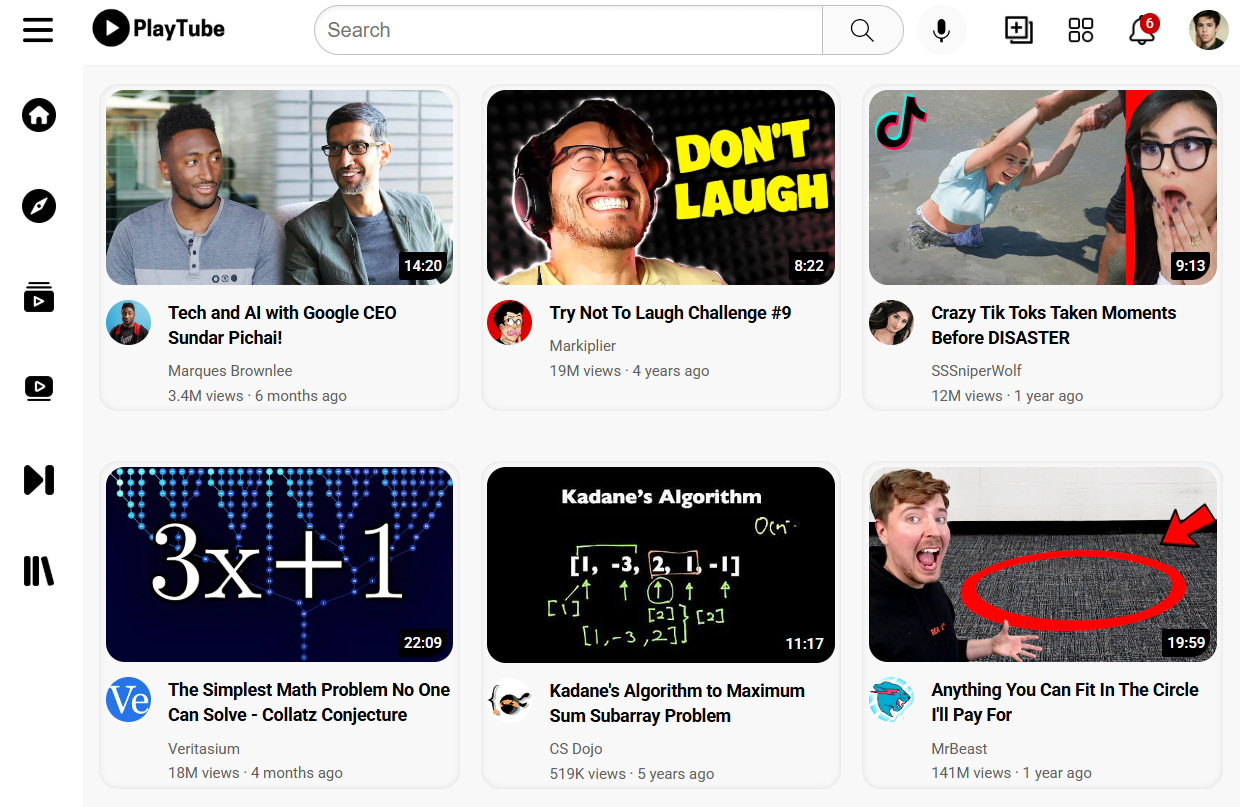 PlayTube
Search
6
14:20
DON'T
LAUGH
8:22
9:13
Tech and AI with Google CEO
Sundar Pichai!
Marques Brownlee
3.4M views · 6 months ago
Try Not To Laugh Challenge #9
Markiplier
19M views · 4 years ago
Crazy Tik Toks Taken Moments
Before DISASTER
SSSniperWolf
12M views · 1 year ago
3x+1
22:09
Kadane's Algorithm
[1, -3, 2, 1, -1]
[1]
[2]
[2]
[1,-3,2]
11:17
19:59
Ve
The Simplest Math Problem No One
Can Solve - Collatz Conjecture
Veritasium
18M views · 4 months ago
Kadane's Algorithm to Maximum
Sum Subarray Problem
CS Dojo
519K views · 5 years ago
Anything You Can Fit In The Circle
I'll Pay For
MrBeast
141M views · 1 year ago